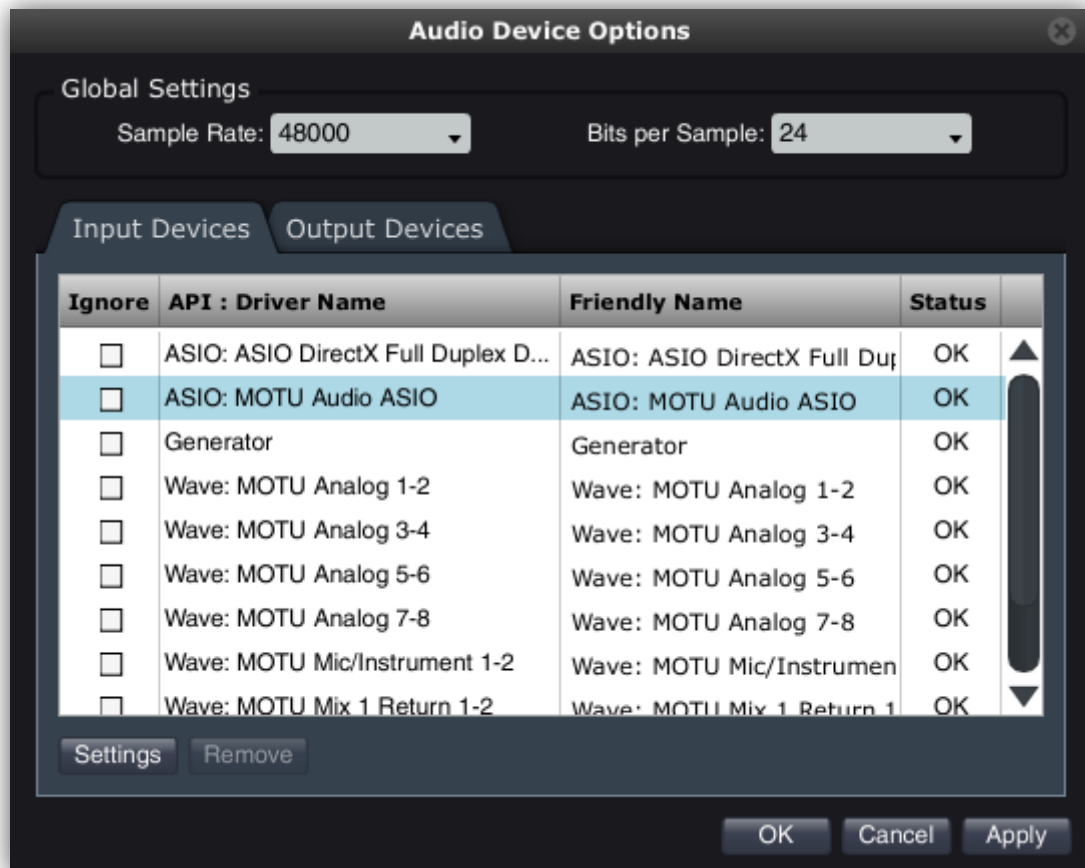 Audio Device Options
Global Settings
Sample Rate: 48000 Bits per Sample: 24
Input Devices Output Devices
Ignore API : Driver Name Friendly Name Status
ASIO: ASIO DirectX Full Duplex D... ASIO: ASIO DirectX Full Dup OK
ASIO: MOTU Audio ASIO ASIO: MOTU Audio ASIO OK
Generator Generator OK
Wave: MOTU Analog 1-2 Wave: MOTU Analog 1-2 OK
Wave: MOTU Analog 3-4 Wave: MOTU Analog 3-4 OK
Wave: MOTU Analog 5-6 Wave: MOTU Analog 5-6 OK
Wave: MOTU Analog 7-8 Wave: MOTU Analog 7-8 OK
Wave: MOTU Mic/Instrument 1-2 Wave: MOTU Mic/Instrumen OK
Wave: MOTU Mix 1 Return 1-2 Wave: MOTU Mix 1 Return 1 OK
Settings Remove
OK Cancel Apply